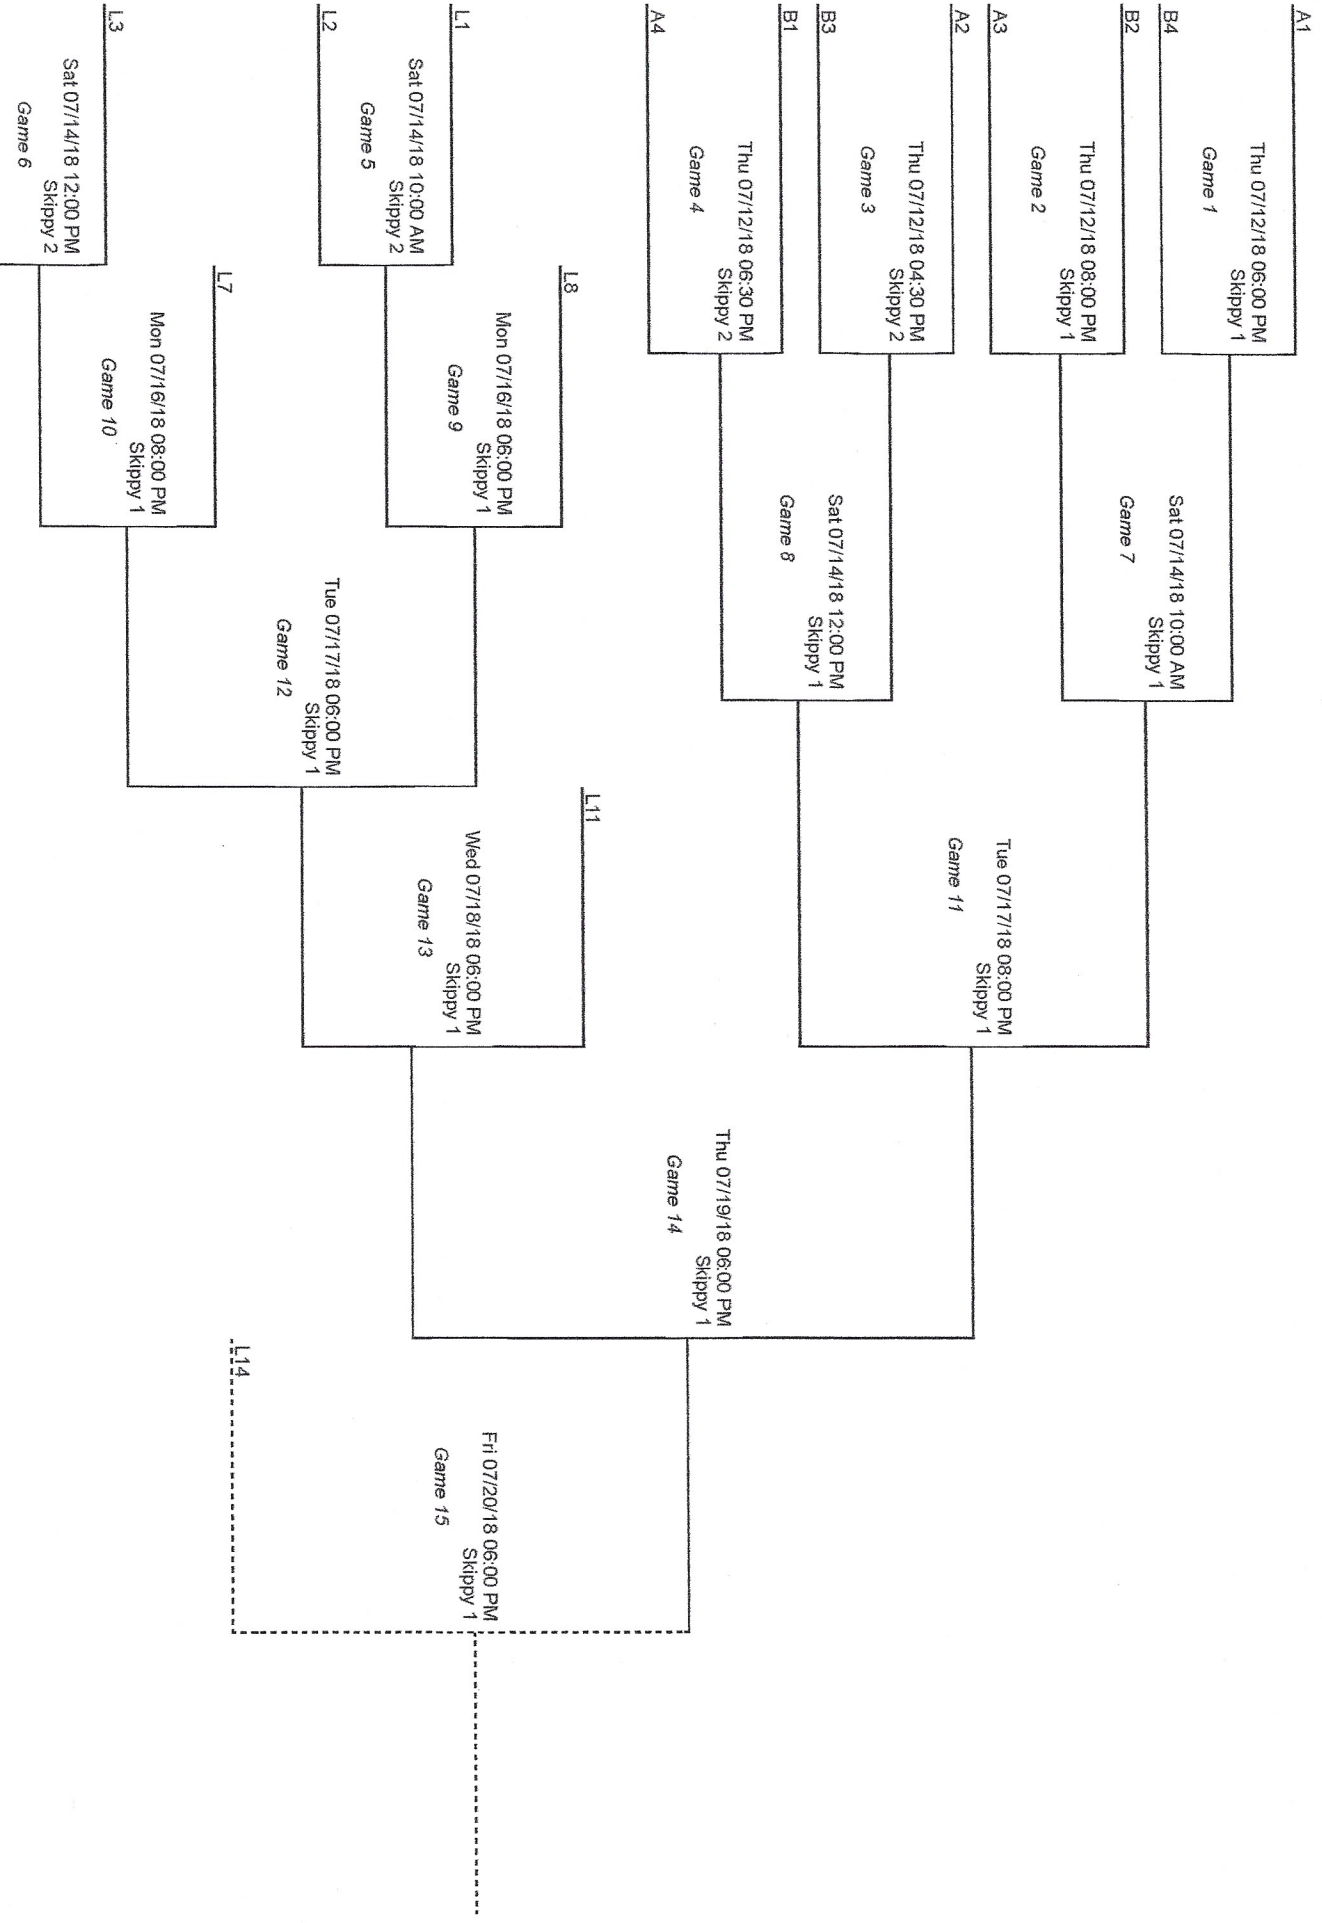 A1
Thu 07/12/18 06:00 PM
Skippy 1
Game 1
B4
B2
Thu 07/12/18 08:00 PM
Skippy 1
Game 2
A3
A2
Thu 07/12/18 04:30 PM
Skippy 2
Game 3
B3
B1
Thu 07/12/18 06:30 PM
Skippy 2
Game 4
A4
Sat 07/14/18 10:00 AM
Skippy 1
Game 7
Sat 07/14/18 12:00 PM
Skippy 1
Game 8
Tue 07/17/18 08:00 PM
Skippy 1
Game 11
L1
Sat 07/14/18 10:00 AM
Skippy 2
Game 5
L2
L3
Sat 07/14/18 12:00 PM
Skippy 2
Game 6
L8
Mon 07/16/18 06:00 PM
Skippy 1
Game 9
L7
Mon 07/16/18 08:00 PM
Skippy 1
Game 10
Tue 07/17/18 06:00 PM
Skippy 1
Game 12
L11
Wed 07/18/18 06:00 PM
Skippy 1
Game 13
Thu 07/19/18 06:00 PM
Skippy 1
Game 14
Fri 07/20/18 06:00 PM
Skippy 1
Game 15
L14